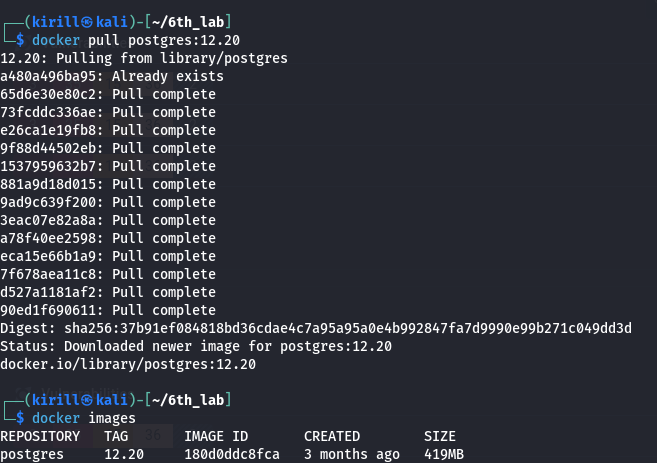 ┌──(kirill㉿kali)-[~/6th_lab]
└─$ docker pull postgres:12.20
12.20: Pulling from library/postgres
a480a496ba95: Already exists
65d6e30e80c2: Pull complete
73fcddc336ae: Pull complete
e26ca1e19fb8: Pull complete
9f88d44502eb: Pull complete
1537959632b7: Pull complete
881a9d18d015: Pull complete
9ad9c639f200: Pull complete
3eac07e82a8a: Pull complete
a78f40ee2598: Pull complete
eca15e66b1a9: Pull complete
7f678aea11c8: Pull complete
d527a1181af2: Pull complete
90ed1f690611: Pull complete
Digest: sha256:37b91ef084818bd36cdae4c7a95a95a0e4b992847fa7d9990e99b271c049dd3d
Status: Downloaded newer image for postgres:12.20
docker.io/library/postgres:12.20
┌──(kirill㉿kali)-[~/6th_lab]
└─$ docker images
REPOSITORY TAG IMAGE ID CREATED SIZE
postgres 12.20 180d0ddc8fca 3 months ago 419MB